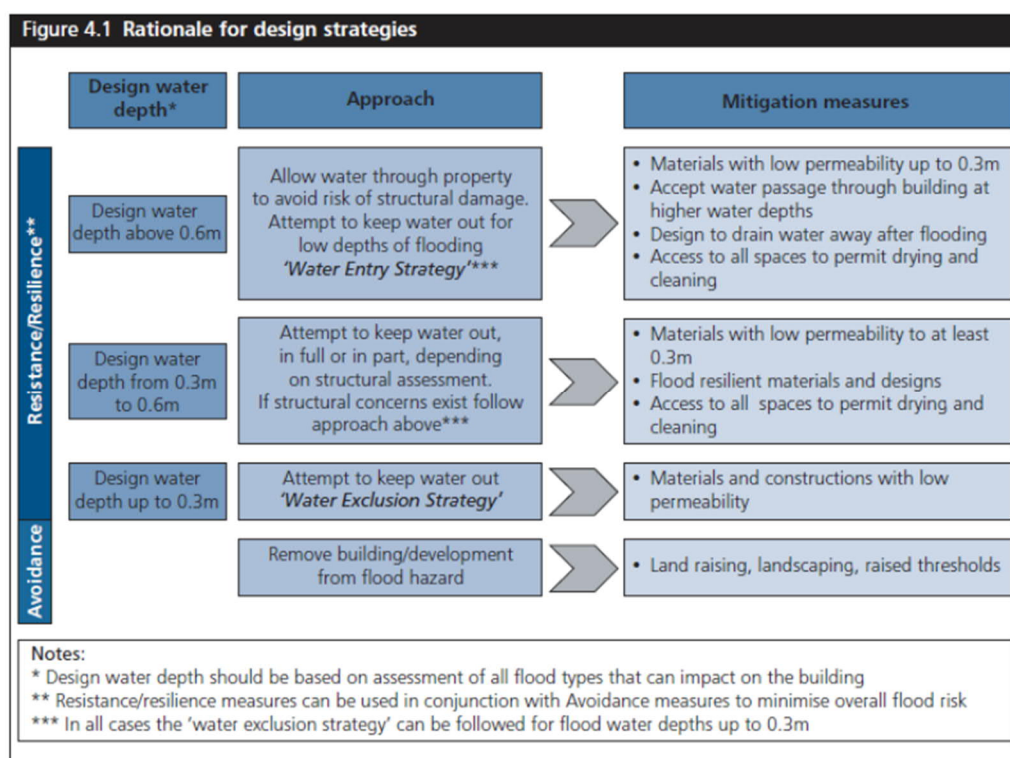 Figure 4.1 Rationale for design strategies
Design water
depth*
Approach
Mitigation measures
Resistance/Resilience**
Design water
depth above 0.6m
Allow water through property
to avoid risk of structural damage.
Attempt to keep water out for
low depths of flooding
‘Water Entry Strategy’***
• Materials with low permeability up to 0.3m
• Accept water passage through building at
higher water depths
• Design to drain water away after flooding
• Access to all spaces to permit drying and
cleaning
Design water
depth from 0.3m
to 0.6m
Attempt to keep water out,
in full or in part, depending
on structural assessment.
If structural concerns exist follow
approach above***
• Materials with low permeability to at least
0.3m
• Flood resilient materials and designs
• Access to all spaces to permit drying and
cleaning
Design water
depth up to 0.3m
Attempt to keep water out
‘Water Exclusion Strategy’
• Materials and constructions with low
permeability
Avoidance
Remove building/development
from flood hazard
• Land raising, landscaping, raised thresholds
Notes:
* Design water depth should be based on assessment of all flood types that can impact on the building
** Resistance/resilience measures can be used in conjunction with Avoidance measures to minimise overall flood risk
*** In all cases the ‘water exclusion strategy’ can be followed for flood water depths up to 0.3m